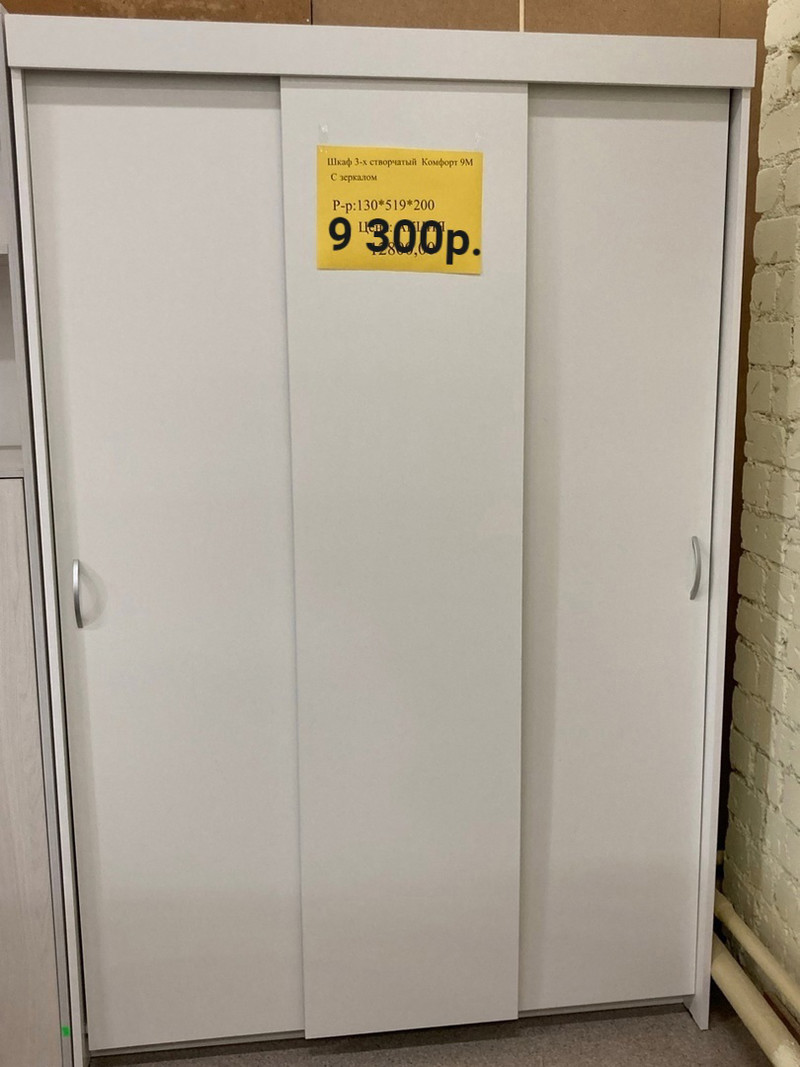 Шкаф 3-х створчатый Комфорт 9М
С зеркалом
Р-р:130*519*200
9 300р.